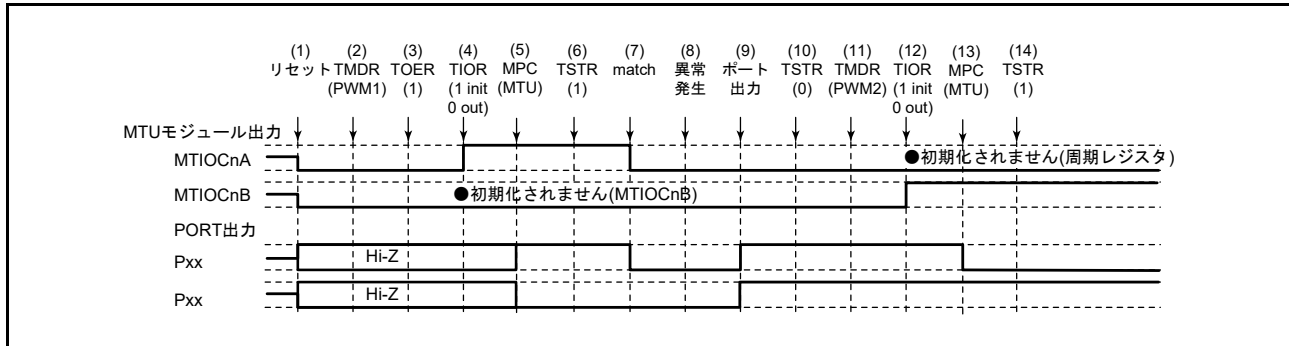 (1) (2) (3) (4) (5) (6) (7) (8) (9) (10) (11) (12) (13) (14)
リセット TMDR TOER TIOR MPC TSTR match 異常 ポート TSTR TMDR TIOR MPC TSTR
(PWM1) (1) (1 init (MTU) (1) 発生 出力 (0) (PWM2) (1 init (MTU) (1)
0 out) 0 out)
MTUモジュール出力
MTIOCnA ●初期化されません(周期レジスタ)
MTIOCnB ●初期化されません(MTIOCnB)
PORT出力
Pxx Hi-Z
Pxx Hi-Z